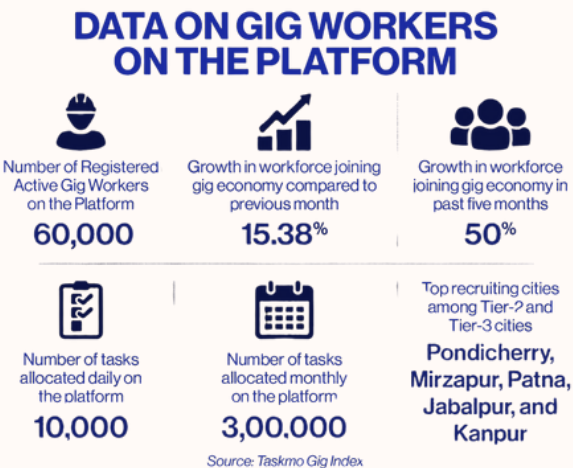 DATA ON GIG WORKERS
ON THE PLATFORM
Number of Registered
Active Gig Workers
on the Platform
60,000
Growth in workforce joining
gig economy compared to
previous month
15.38%
Growth in workforce
joining gig economy in
past five months
50%
Number of tasks
allocated daily on
the platform
10,000
Number of tasks
allocated monthly
on the platform
3,00,000
Top recruiting cities
among Tier-2 and
Tier-3 cities
Pondicherry,
Mirzapur, Patna,
Jabalpur, and
Kanpur
Source: Taskmo Gig Index